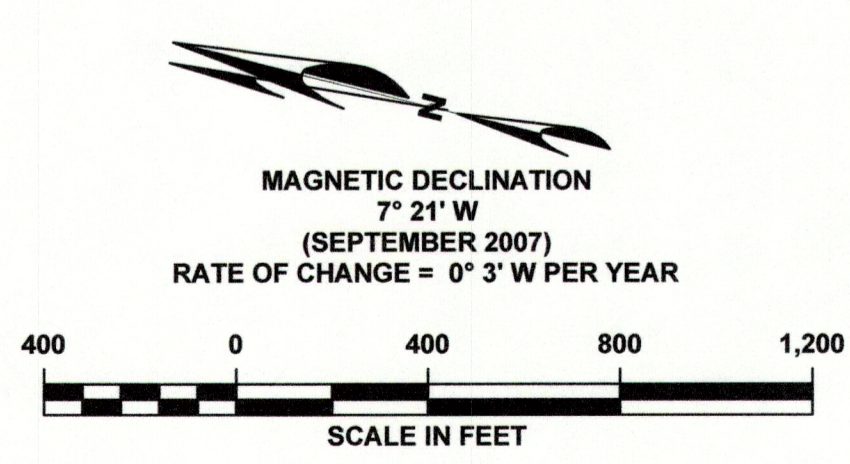 N
MAGNETIC DECLINATION
7° 21' W
(SEPTEMBER 2007)
RATE OF CHANGE = 0° 3' W PER YEAR
400 0 400 800 1,200
SCALE IN FEET